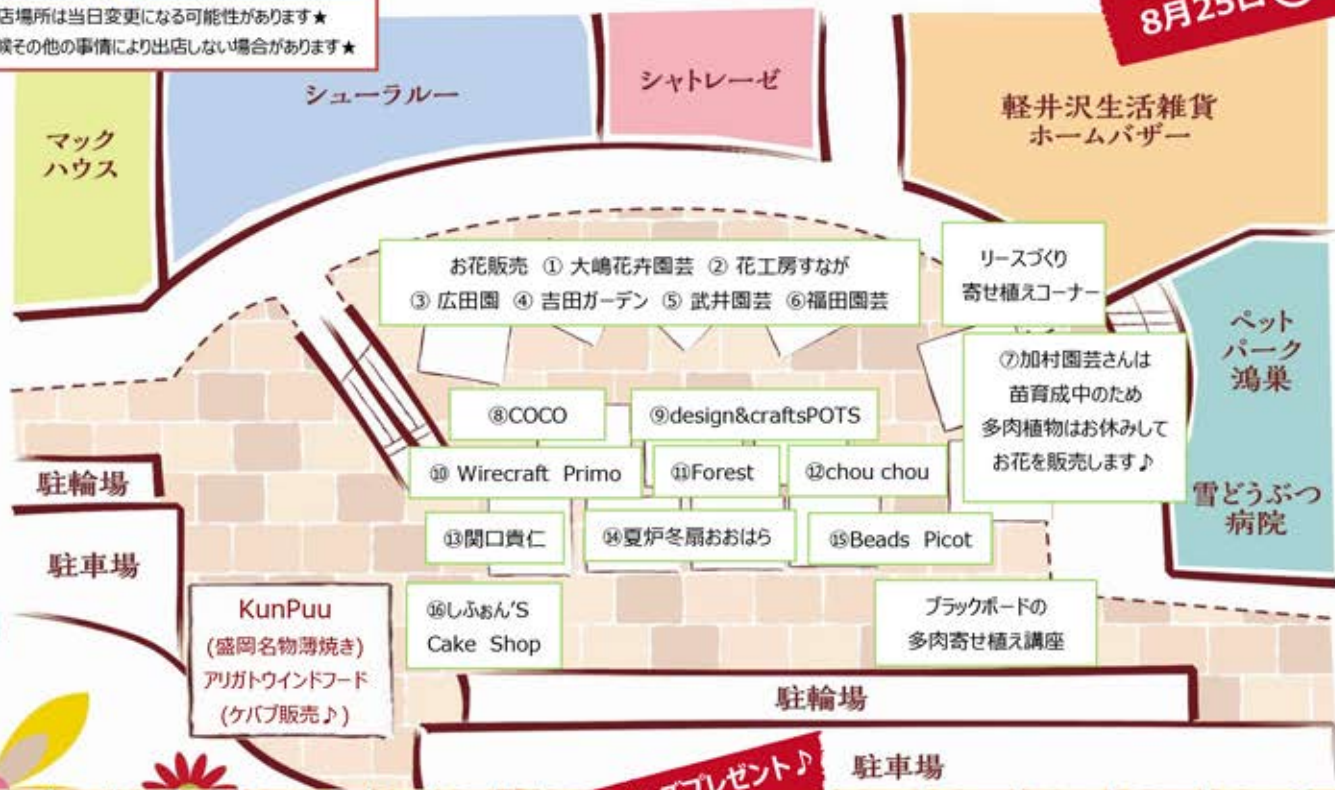 店場所は当日変更になる可能性があります★
候その他の事情により出店しない場合があります★
8月25日
マック
ハウス
シューラルー
シャトレーゼ
軽井沢生活雑貨
ホームバザー
お花販売 ① 大嶋花卉園芸 ② 花工房すなが
③ 広田園 ④ 吉田ガーデン ⑤ 武井園芸 ⑥福田園芸
リースづくり
寄せ植えコーナー
⑦加村園芸さんは
苗育成中のため
多肉植物はお休みして
お花を販売します♪
ペット
パーク
鴻巣
雪どうぶつ
病院
⑧COCO
⑨design&craftsPOTS
⑩ Wirecraft Primo
⑪Forest
⑫chou chou
⑬関口貴仁
⑭夏炉冬扇おおはら
⑮Beads Picot
駐輪場
駐車場
KunPuu
(盛岡名物薄焼き)
アリガトウインドフード
(ケバブ販売♪)
⑯しふぉん'S
Cake Shop
ブラックボードの
多肉寄せ植え講座
駐輪場
プレゼント♪
駐車場